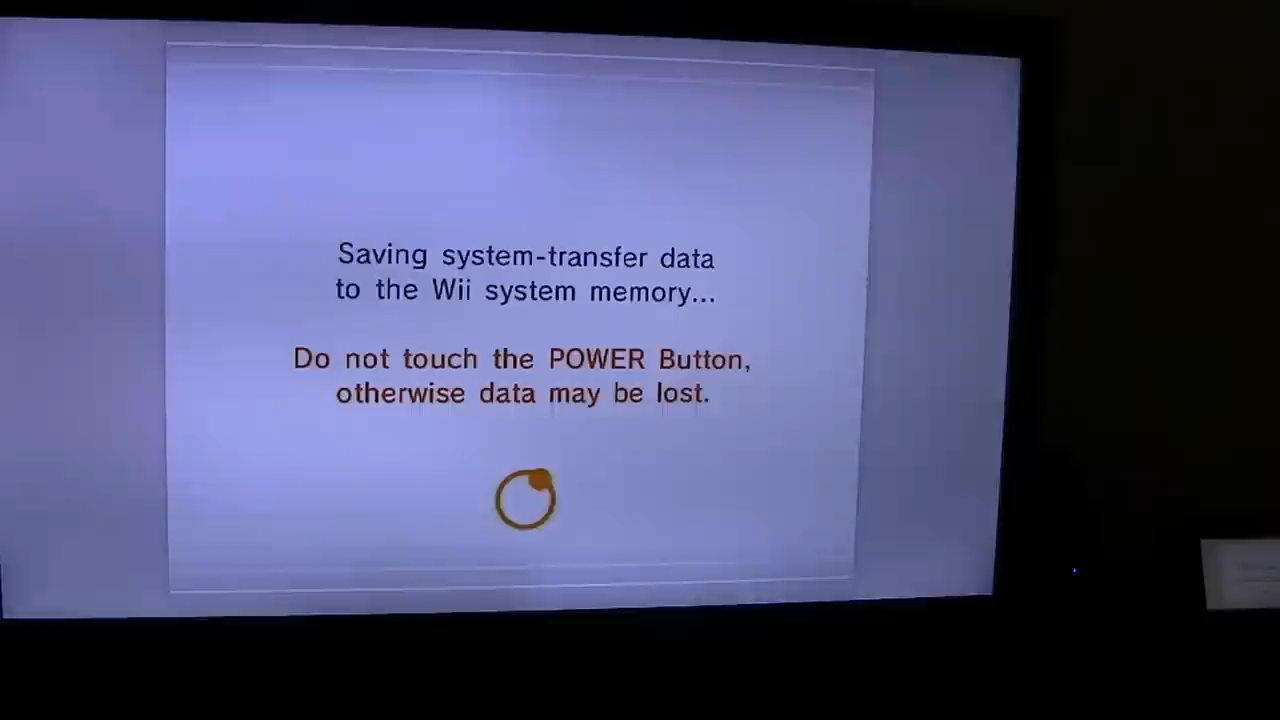 Saving system-transfer data
to the Wii system memory...
Do not touch the POWER Button,
otherwise data may be lost.